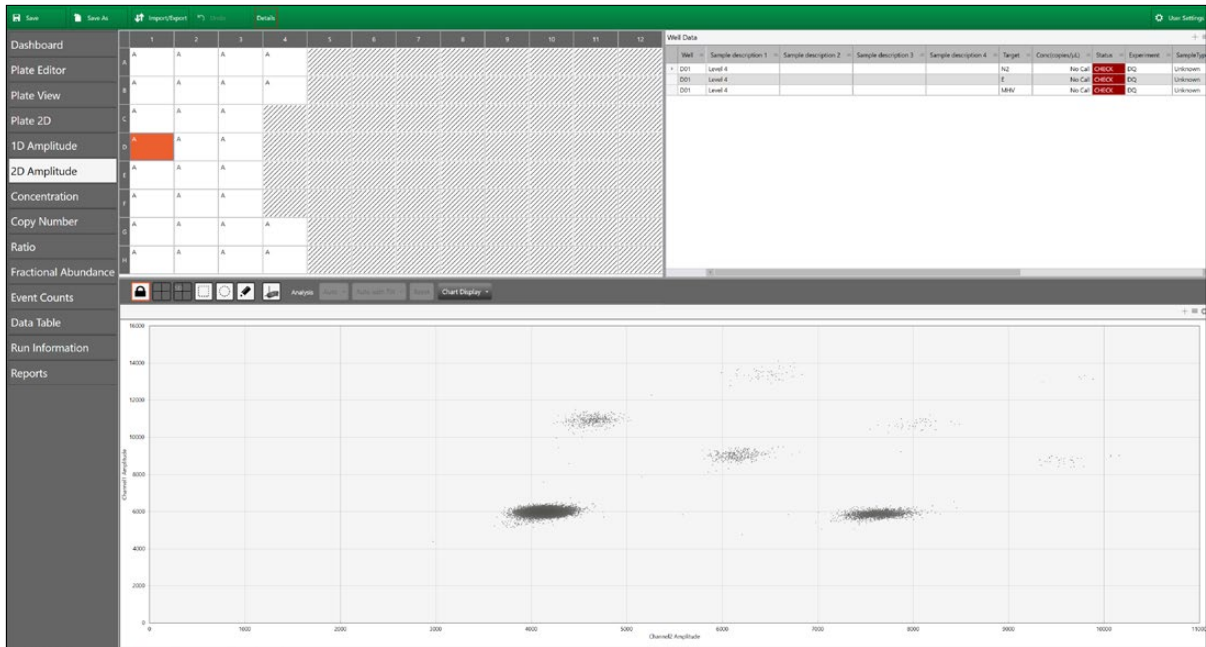 Save Save As Import/Export Undo Details User Settings
Dashboard
Plate Editor
Plate View
Plate 2D
1D Amplitude
2D Amplitude
Concentration
Copy Number
Ratio
Fractional Abundance
Event Counts
Data Table
Run Information
Reports
1 2 3 4 5 6 7 8 9 10 11 12
A A A A A
B A A A A
C A A A
D A A A
E A A A
F A A A
G A A A A
H A A A A
Well Data
Well Sample description 1 Sample description 2 Sample description 3 Sample description 4 Target Conc(copies/µL) Status Experiment SampleType
D01 Level 4 N2 No Call CHECK DQ Unknown
D01 Level 4 E No Call CHECK DQ Unknown
D01 Level 4 MHV No Call CHECK DQ Unknown
Analysis Auto Chart Display
Channel1 Amplitude
16000
14000
12000
10000
8000
6000
4000
2000
0
0 1000 2000 3000 4000 5000 6000 7000 8000 9000 10000 11000
Channel2 Amplitude